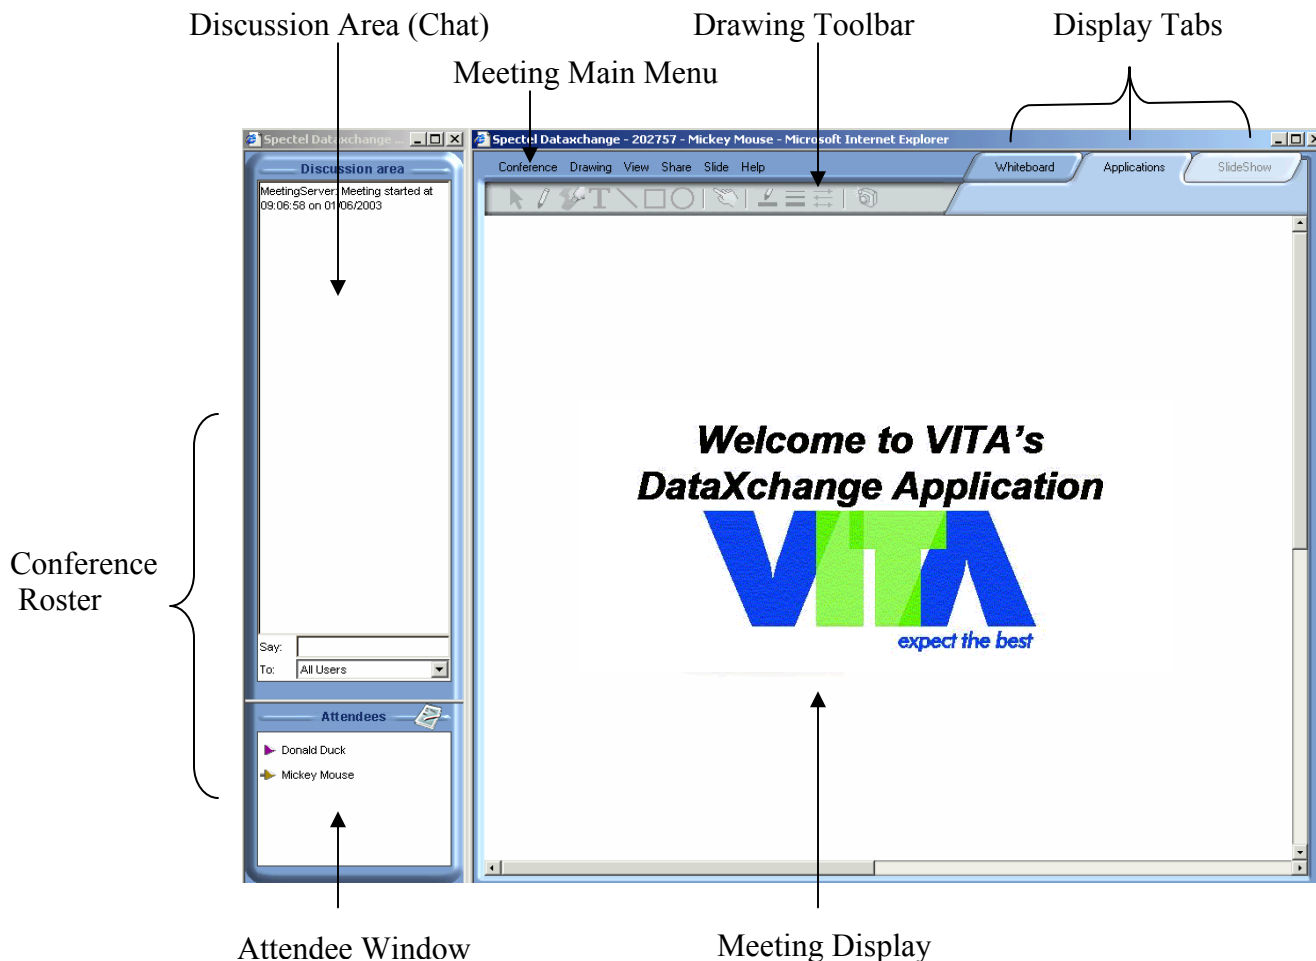 Discussion Area (Chat)
Drawing Toolbar
Display Tabs
Meeting Main Menu
Spectel Dataxchange ...
Spectel Dataxchange - 202757 - Mickey Mouse - Microsoft Internet Explorer
Discussion area
Conference Drawing View Share Slide Help
Whiteboard
Applications
SlideShow
MeetingServer: Meeting started at
09:06:58 on 01/06/2003
T
Welcome to VITA's
DataXchange Application
VITA
expect the best
Conference
Roster
Say:
To: All Users
Attendees
Donald Duck
Mickey Mouse
Attendee Window
Meeting Display